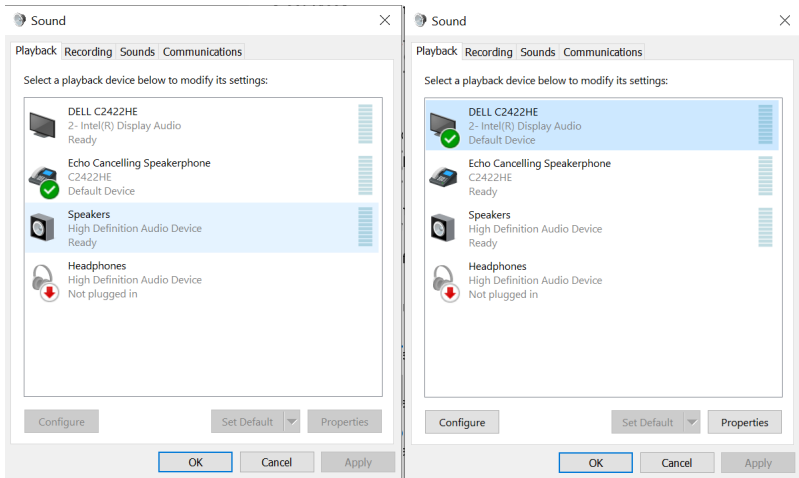 Sound
Playback Recording Sounds Communications
Select a playback device below to modify its settings:
DELL C2422HE
2- Intel(R) Display Audio
Ready
Echo Cancelling Speakerphone
C2422HE
Default Device
Speakers
High Definition Audio Device
Ready
Headphones
High Definition Audio Device
Not plugged in
Configure Set Default Properties
OK Cancel Apply
Sound
Playback Recording Sounds Communications
Select a playback device below to modify its settings:
DELL C2422HE
2- Intel(R) Display Audio
Default Device
Echo Cancelling Speakerphone
C2422HE
Ready
Speakers
High Definition Audio Device
Ready
Headphones
High Definition Audio Device
Not plugged in
Configure Set Default Properties
OK Cancel Apply